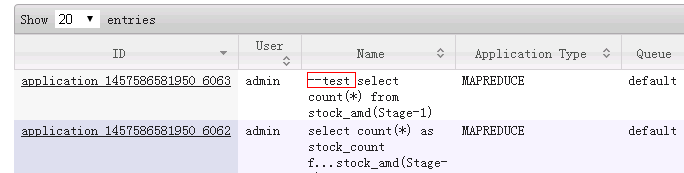 Show 20 entries
ID User Name Application Type Queue
application_1457586581950_6063 admin --test select MAPREDUCE default
count(*) from
stock_amd(Stage-1)
application_1457586581950_6062 admin select count(*) as MAPREDUCE default
stock_count
f...stock_amd(Stage-